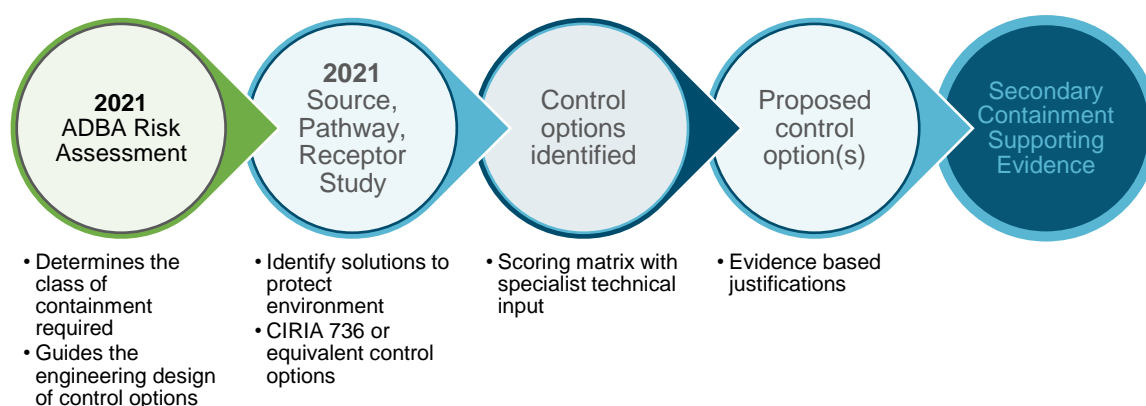 2021
ADBA Risk
Assessment
2021
Source,
Pathway,
Receptor
Study
Control
options
identified
Proposed
control
option(s)
Secondary
Containment
Supporting
Evidence
• Determines the
class of
containment
required
• Guides the
engineering design
of control options
• Identify solutions to
protect
environment
• CIRIA 736 or
equivalent control
options
• Scoring matrix with
specialist technical
input
• Evidence based
justifications